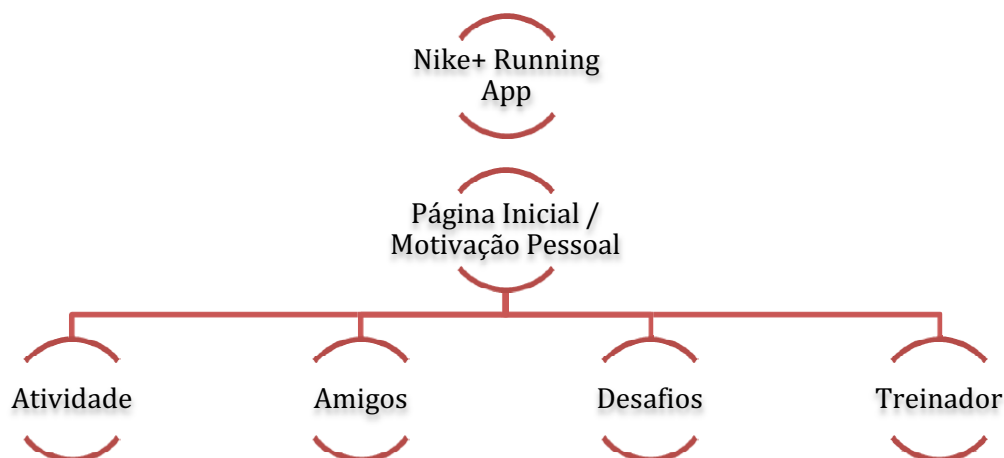 Nike+ Running
App
Página Inicial /
Motivação Pessoal
Atividade
Amigos
Desafios
Treinador